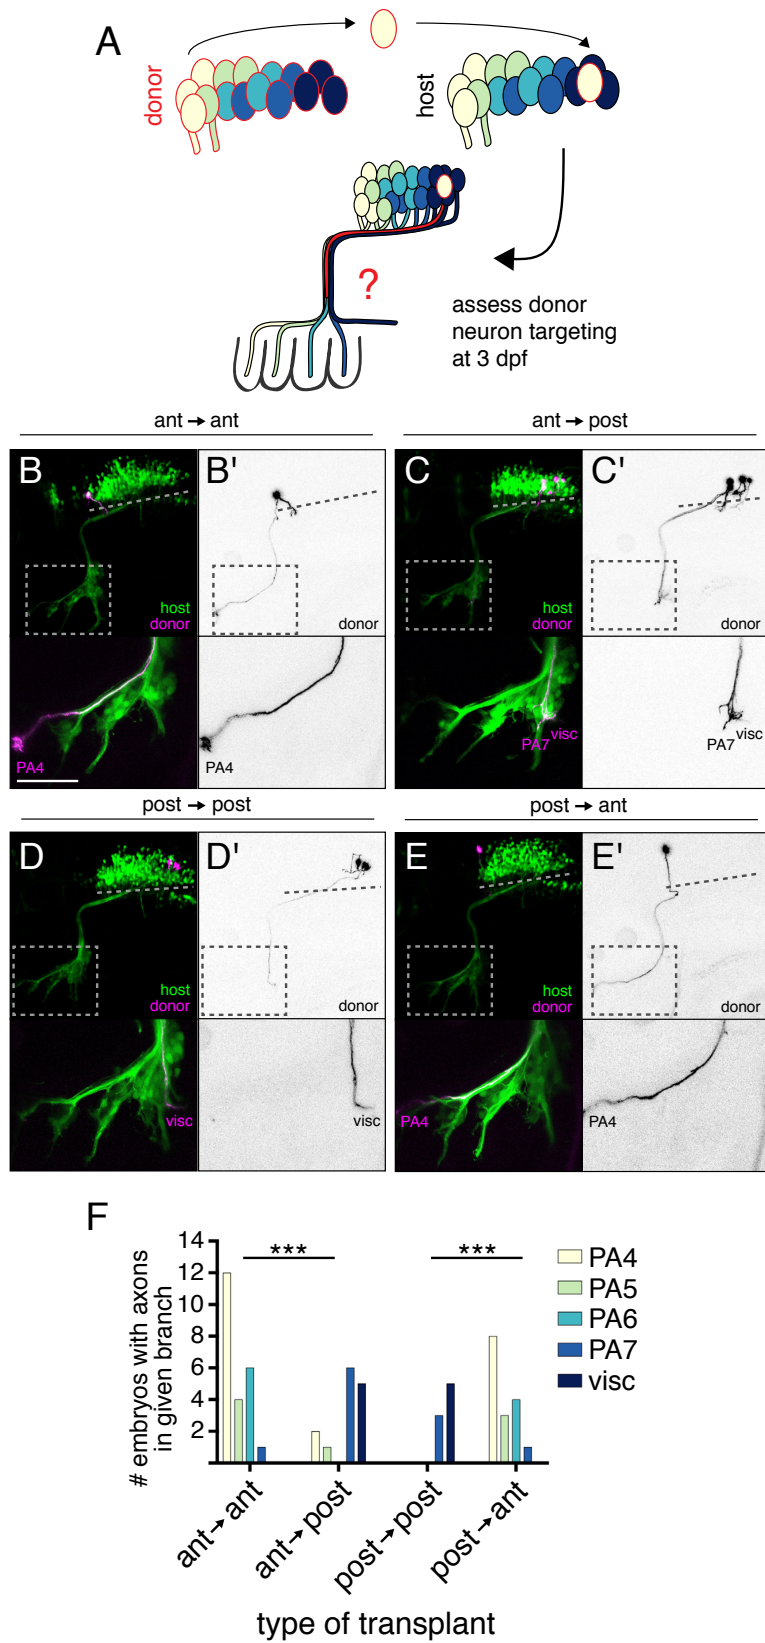 A
donor
host
?
assess donor
neuron targeting
at 3 dpf
ant → ant
ant → post
B
B'
C
C'
host
donor
donor
host
donor
donor
PA4
PA4
PA7
visc
PA7
visc
post → post
post → ant
D
D'
E
E'
host
donor
donor
host
donor
donor
visc
visc
PA4
PA4
F
# embryos with axons
in given branch
14
12
10
8
6
4
2
***
***
PA4
PA5
PA6
PA7
visc
ant→ant
ant→post
post→post
post→ant
type of transplant